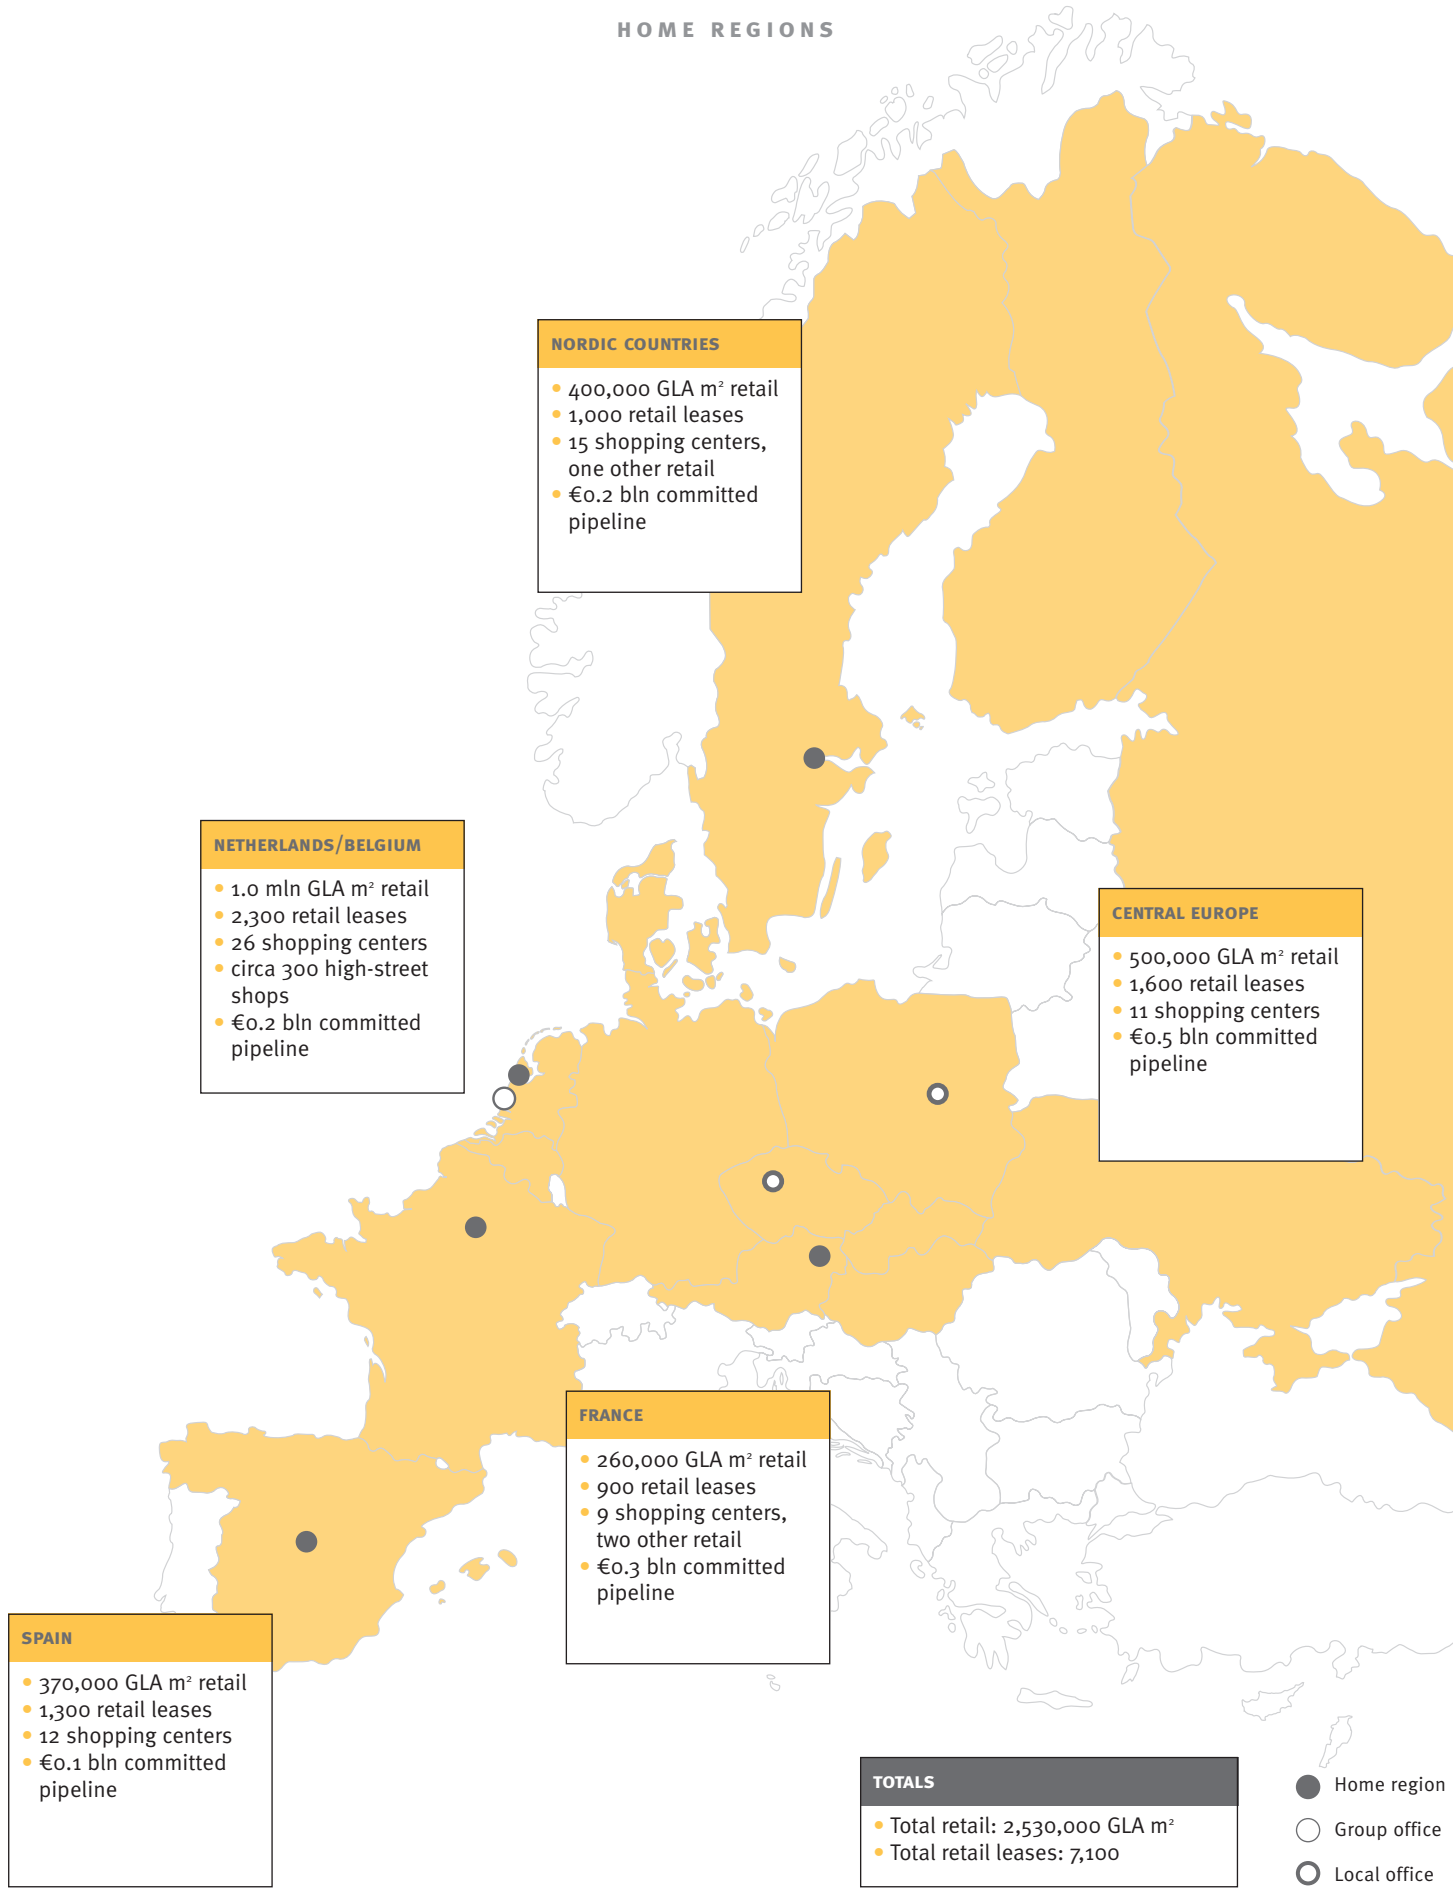 HOME REGIONS
NORDIC COUNTRIES
• 400,000 GLA m² retail
• 1,000 retail leases
• 15 shopping centers,
one other retail
• €0.2 bln committed
pipeline
NETHERLANDS/BELGIUM
• 1.0 mln GLA m² retail
• 2,300 retail leases
• 26 shopping centers
• circa 300 high-street
shops
• €0.2 bln committed
pipeline
CENTRAL EUROPE
• 500,000 GLA m² retail
• 1,600 retail leases
• 11 shopping centers
• €0.5 bln committed
pipeline
FRANCE
• 260,000 GLA m² retail
• 900 retail leases
• 9 shopping centers,
two other retail
• €0.3 bln committed
pipeline
SPAIN
• 370,000 GLA m² retail
• 1,300 retail leases
• 12 shopping centers
• €0.1 bln committed
pipeline
TOTALS
• Total retail: 2,530,000 GLA m²
• Total retail leases: 7,100
Home region
Group office
Local office